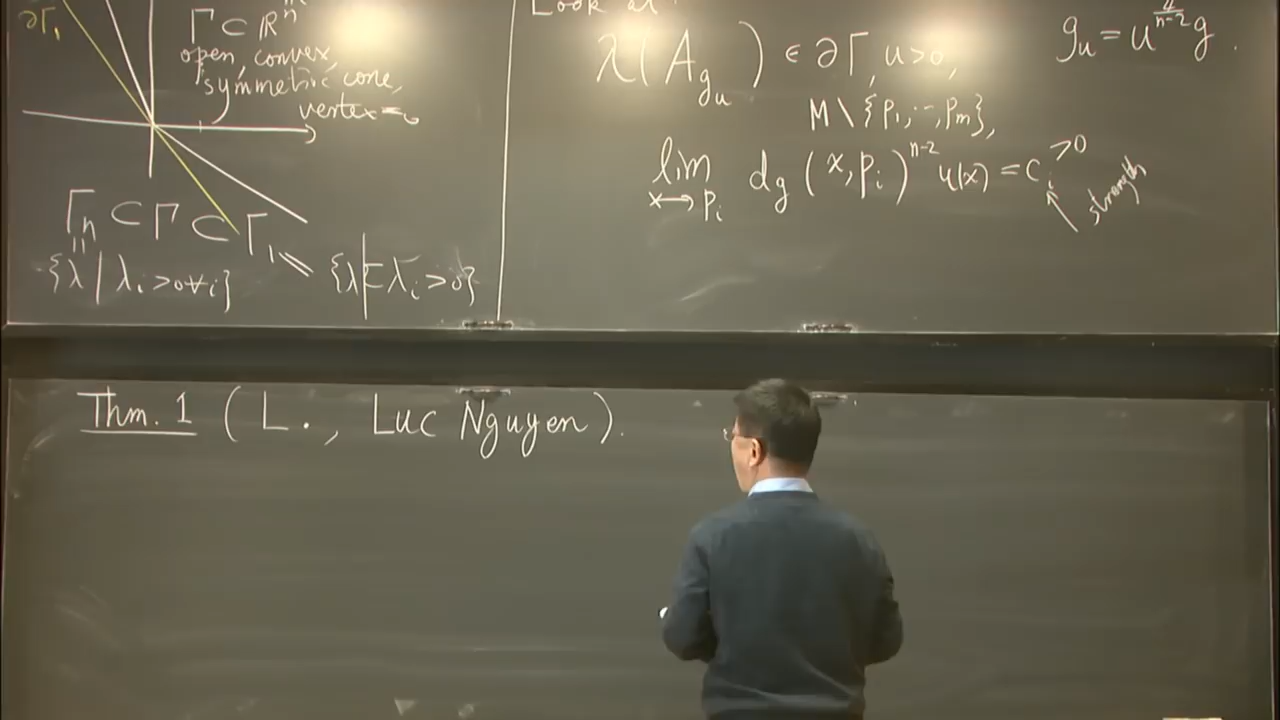 ∂Γ₁
Γ ⊂ ℝⁿ
open, convex,
symmetric cone,
vertex = 0
Γₙ ⊂ Γ ⊂ Γ₁
{λ | λᵢ > 0 ∀i}
{λ | Σλᵢ > 0}
Look at
λ(A_{g_u}) ∈ ∂Γ, u > 0,
M \ {p₁, ..., pₘ},
g_u = u^{4/(n-2)} g.
lim_{x → pᵢ} d_g(x, pᵢ)^{n-2} u(x) = cᵢ > 0
strength
Thm. 1 (L., Luc Nguyen).